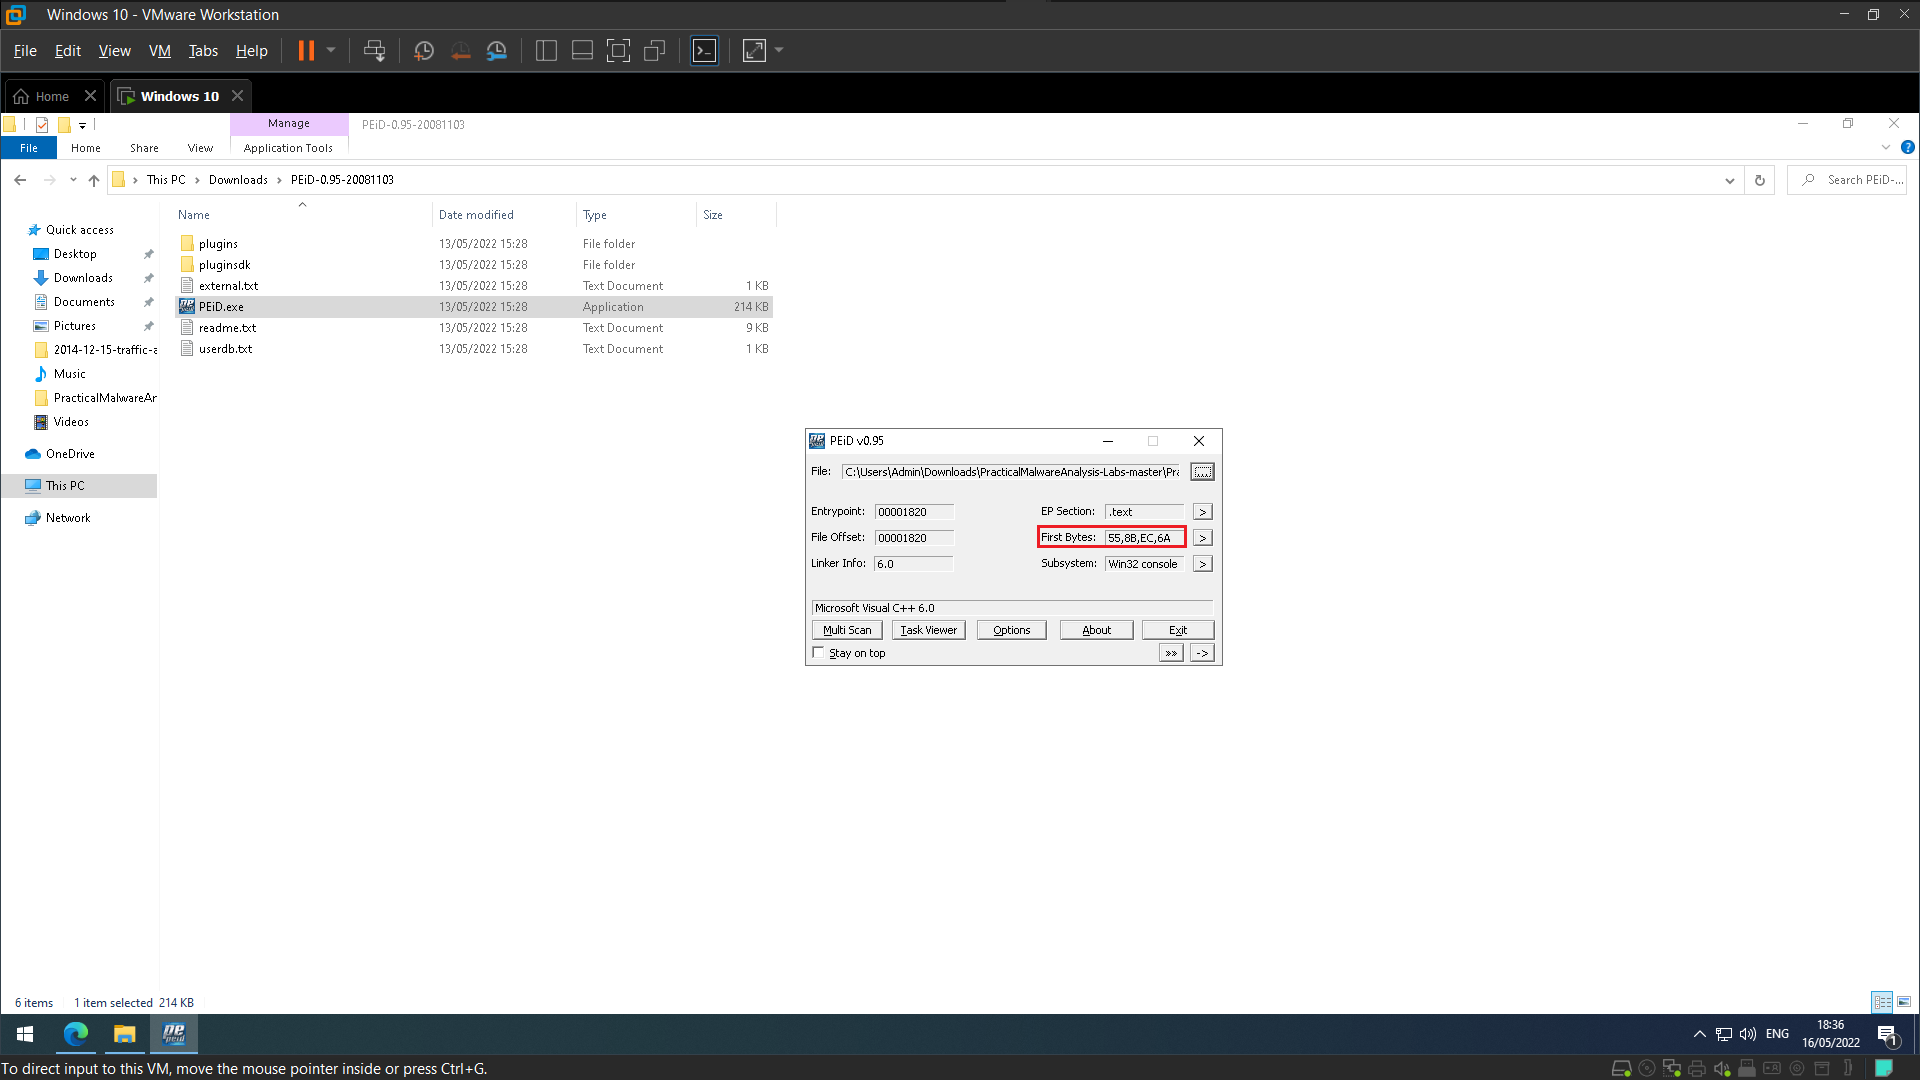 Windows 10 - VMware Workstation
File Edit View VM Tabs Help
Home Windows 10
Manage PEiD-0.95-20081103
File Home Share View Application Tools
This PC > Downloads > PEiD-0.95-20081103 Search PEiD-...
Name Date modified Type Size
Quick access
Desktop
Downloads
Documents
Pictures
2014-12-15-traffic-a
Music
PracticalMalwareAn
Videos
OneDrive
This PC
Network
plugins 13/05/2022 15:28 File folder
pluginsdk 13/05/2022 15:28 File folder
external.txt 13/05/2022 15:28 Text Document 1 KB
PEiD.exe 13/05/2022 15:28 Application 214 KB
readme.txt 13/05/2022 15:28 Text Document 9 KB
userdb.txt 13/05/2022 15:28 Text Document 1 KB
PEiD v0.95
File: C:\Users\Admin\Downloads\PracticalMalwareAnalysis-Labs-master\Pra ...
Entrypoint: 00001820 EP Section: .text >
File Offset: 00001820 First Bytes: 55,8B,EC,6A >
Linker Info: 6.0 Subsystem: Win32 console >
Microsoft Visual C++ 6.0
Multi Scan Task Viewer Options About Exit
Stay on top >> ->
6 items 1 item selected 214 KB
ENG 18:36
16/05/2022 1
To direct input to this VM, move the mouse pointer inside or press Ctrl+G.